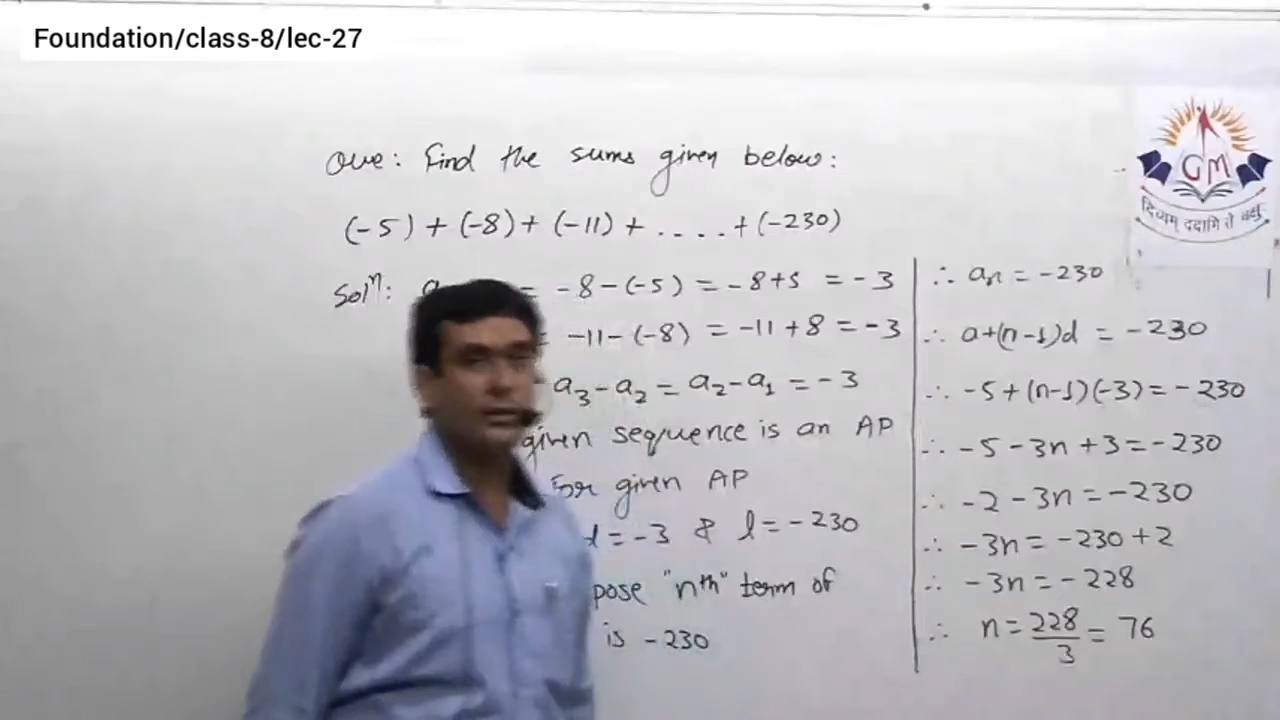 Foundation/class-8/lec-27
Que: Find the sums given below:
(-5) + (-8) + (-11) + .... + (-230)
Solⁿ: = -8-(-5) = -8+5 = -3
= -11-(-8) = -11+8 = -3
a₃-a₂ = a₂-a₁ = -3
given sequence is an AP
For given AP
d = -3 & l = -230
pose "nth" term of
is -230
∴ aₙ = -230
∴ a+(n-1)d = -230
∴ -5+(n-1)(-3) = -230
∴ -5-3n+3 = -230
∴ -2-3n = -230
∴ -3n = -230+2
∴ -3n = -228
∴ n = 228/3 = 76
GM
दिव्यम् ददामि ते चक्षुः